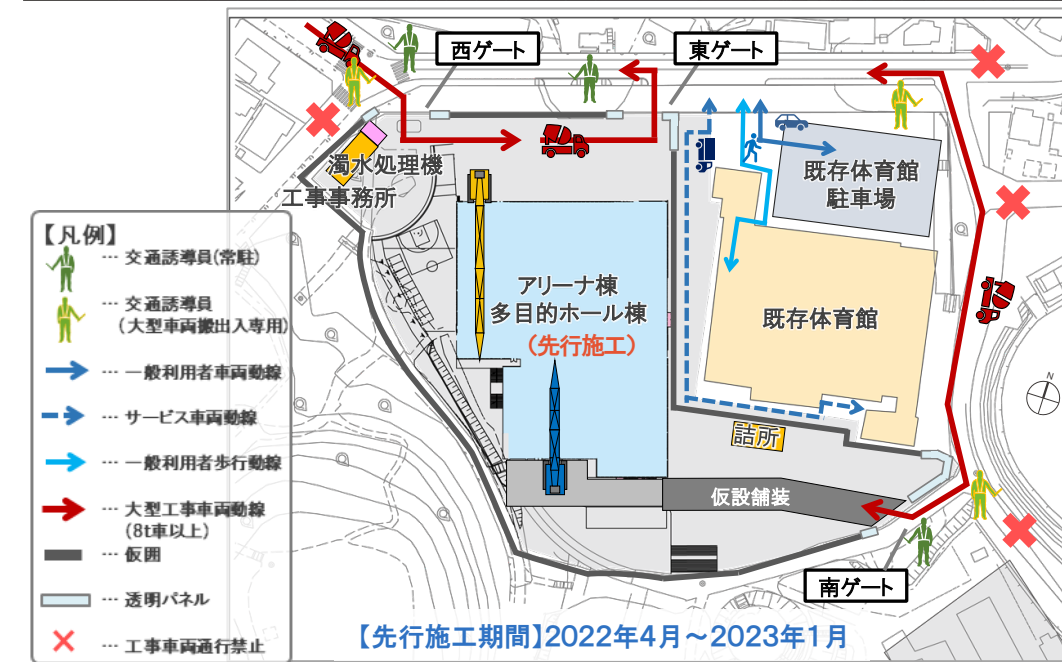 西ゲート
東ゲート
濁水処理機
工事事務所
既存体育館
駐車場
アリーナ棟
多目的ホール棟
(先行施工)
既存体育館
詰所
仮設舗装
南ゲート
N
【凡例】
… 交通誘導員(常駐)
… 交通誘導員
(大型車両搬出入専用)
… 一般利用者車両動線
… サービス車両動線
… 一般利用者歩行動線
… 大型工事車両動線
(8t車以上)
… 仮囲
… 透明パネル
… 工事車両通行禁止
【先行施工期間】2022年4月～2023年1月